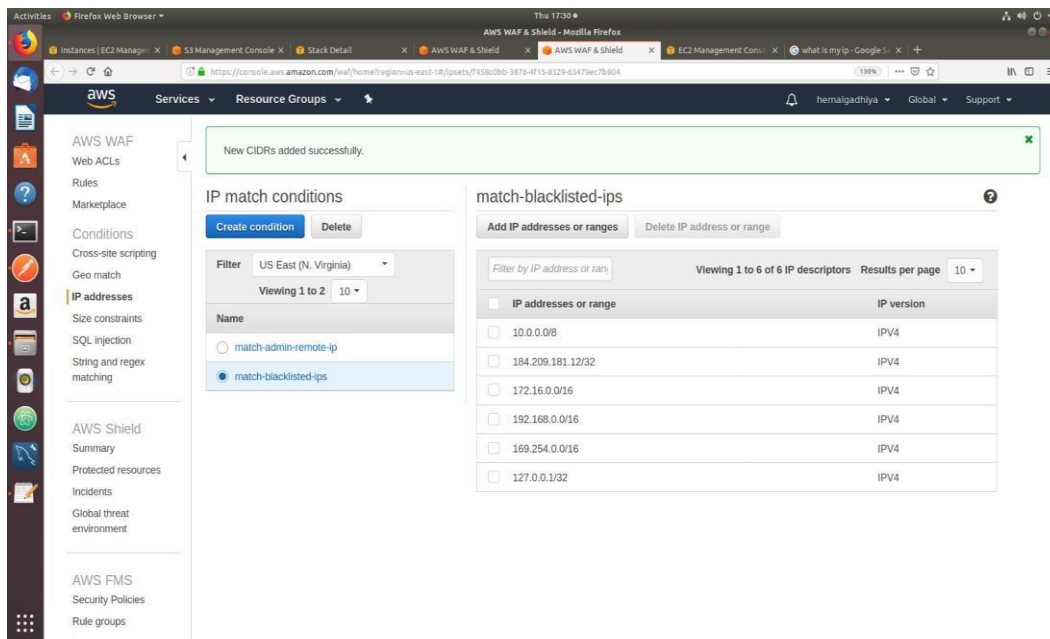 Activities Firefox Web Browser Thu 17:30
AWS WAF & Shield - Mozilla Firefox
Instances | EC2 Manage S3 Management Console Stack Detail AWS WAF & Shield AWS WAF & Shield EC2 Management Conso what is my ip - Google Se
https://console.aws.amazon.com/waf/home?region=us-east-1#/ipsets/f458c0bb-3876-4f15-8329-63479ec7b804 130%
aws Services Resource Groups hemalgadhiya Global Support
AWS WAF
Web ACLs
Rules
Marketplace
Conditions
Cross-site scripting
Geo match
IP addresses
Size constraints
SQL injection
String and regex
matching
AWS Shield
Summary
Protected resources
Incidents
Global threat
environment
AWS FMS
Security Policies
Rule groups
New CIDRs added successfully.
IP match conditions
Create condition Delete
Filter US East (N. Virginia)
Viewing 1 to 2 10
Name
match-admin-remote-ip
match-blacklisted-ips
match-blacklisted-ips
Add IP addresses or ranges Delete IP address or range
Filter by IP address or rang Viewing 1 to 6 of 6 IP descriptors Results per page 10
IP addresses or range IP version
10.0.0.0/8 IPV4
184.209.181.12/32 IPV4
172.16.0.0/16 IPV4
192.168.0.0/16 IPV4
169.254.0.0/16 IPV4
127.0.0.1/32 IPV4